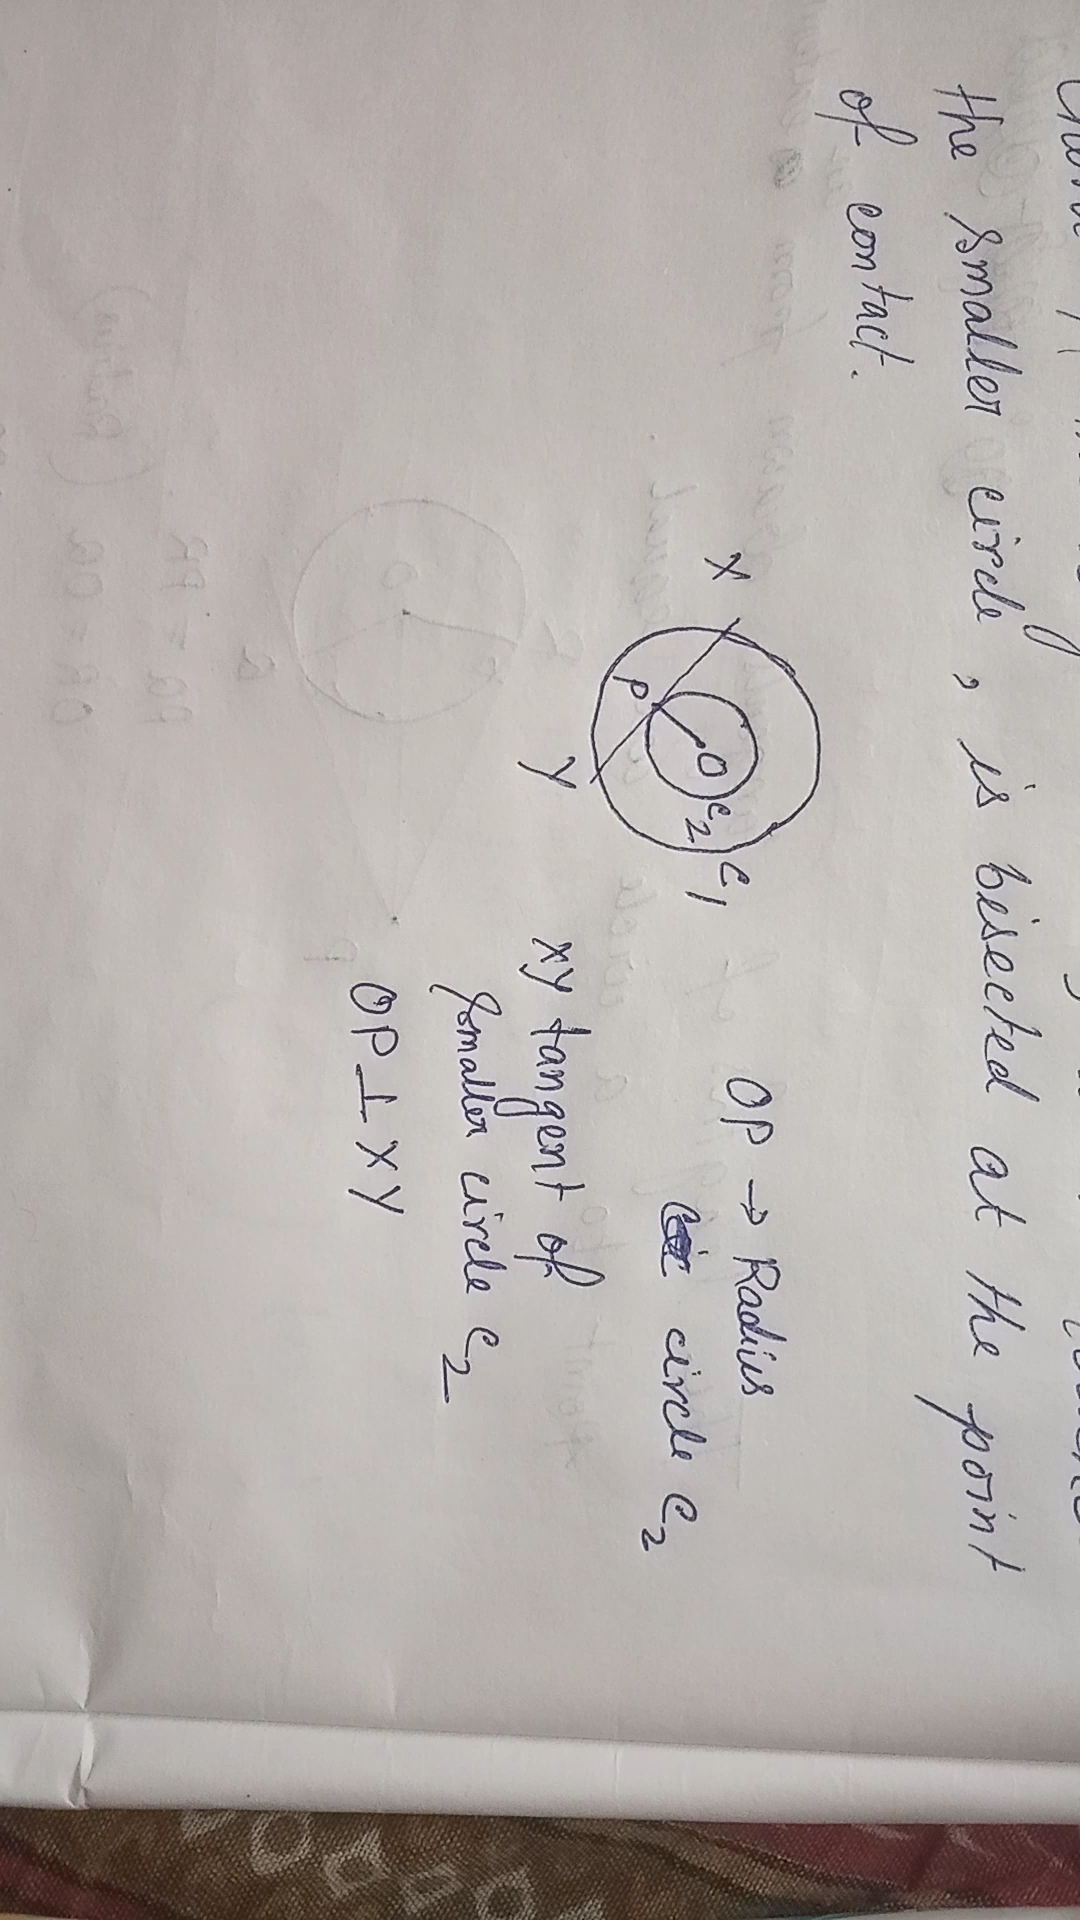 the smaller circle, is bisected at the point
of contact.
X
P
O
Y
C2
C1
OP → Radius
circle C2
XY tangent of
smaller circle C2
OP ⊥ XY